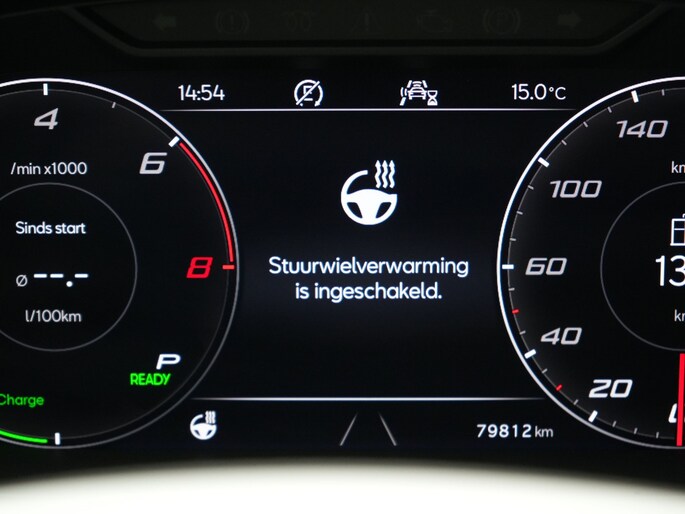 14:54
15.0°C
4
6
8
/min x1000
Sinds start
Ø --.-
l/100km
P
READY
Charge
Stuurwielverwarming
is ingeschakeld.
140
100
60
40
20
79812 km